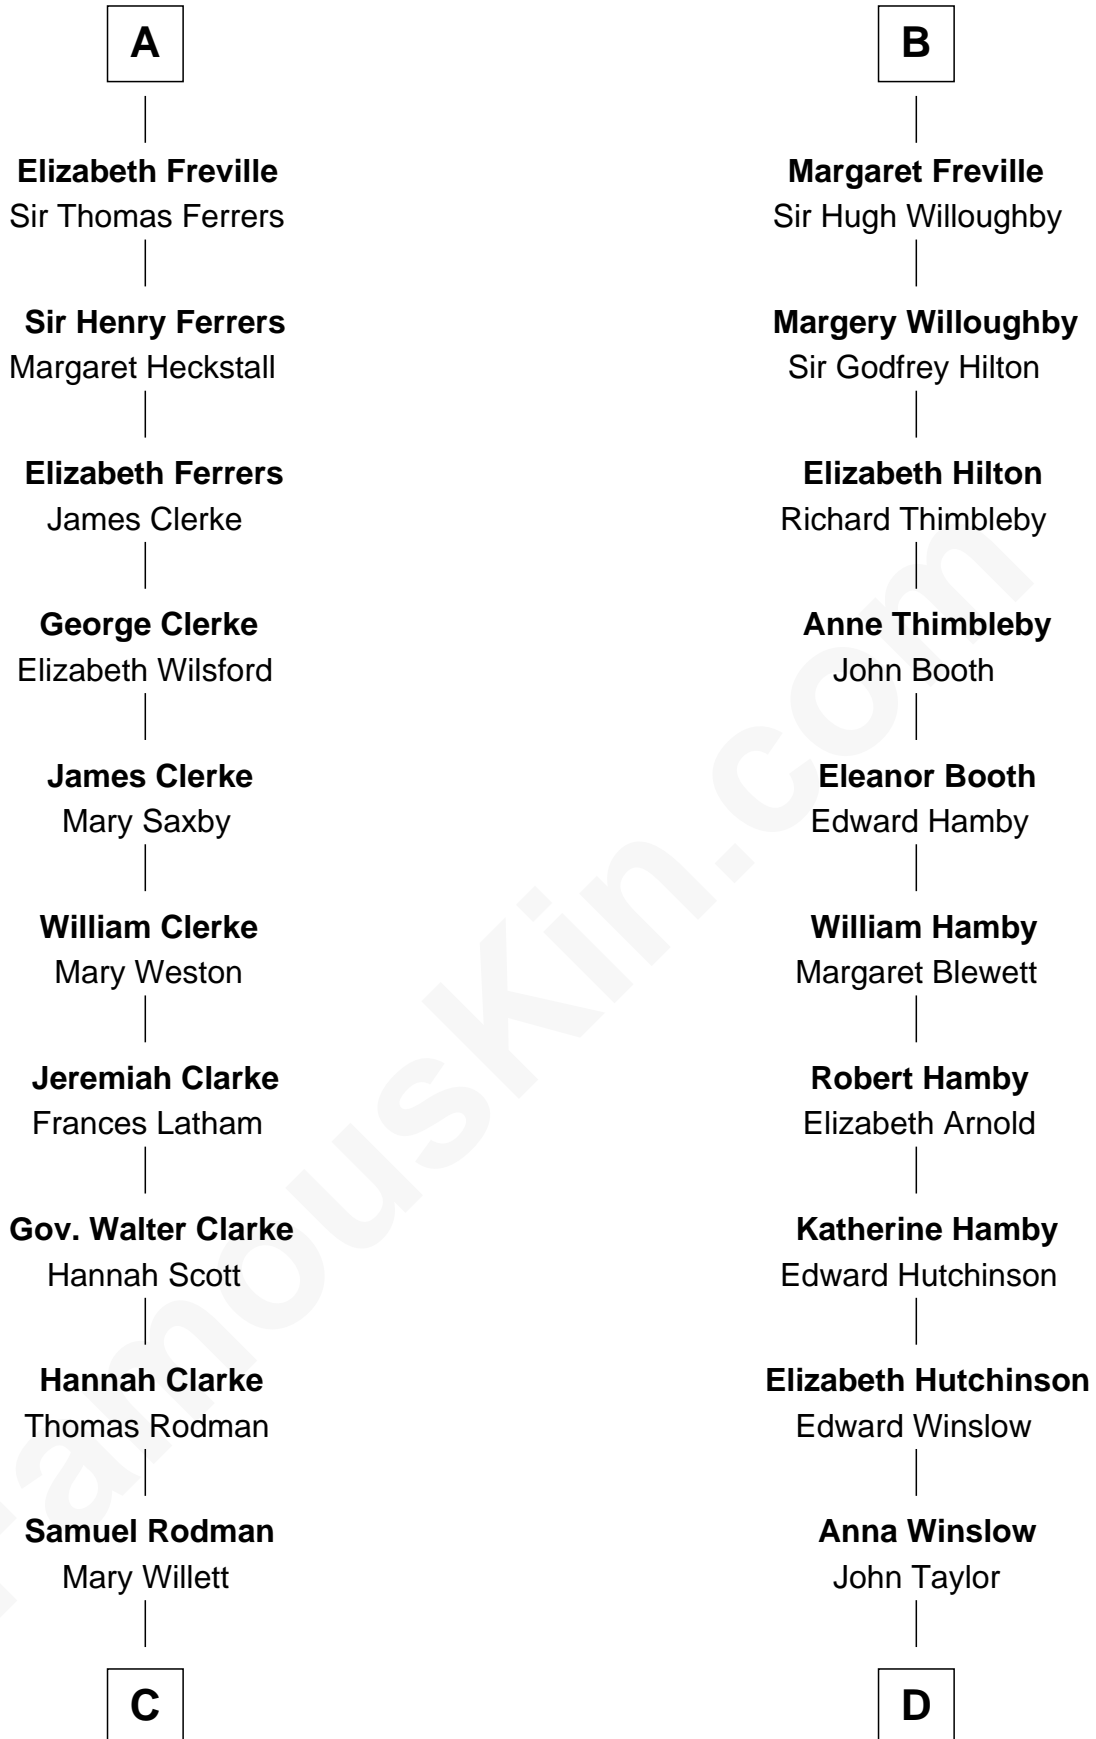 A
Elizabeth Freville
Sir Thomas Ferrers
Sir Henry Ferrers
Margaret Heckstall
Elizabeth Ferrers
James Clerke
George Clerke
Elizabeth Wilsford
James Clerke
Mary Saxby
William Clerke
Mary Weston
Jeremiah Clarke
Frances Latham
Gov. Walter Clarke
Hannah Scott
Hannah Clarke
Thomas Rodman
Samuel Rodman
Mary Willett
C
B
Margaret Freville
Sir Hugh Willoughby
Margery Willoughby
Sir Godfrey Hilton
Elizabeth Hilton
Richard Thimbleby
Anne Thimbleby
John Booth
Eleanor Booth
Edward Hamby
William Hamby
Margaret Blewett
Robert Hamby
Elizabeth Arnold
Katherine Hamby
Edward Hutchinson
Elizabeth Hutchinson
Edward Winslow
Anna Winslow
John Taylor
D
FamousKin.com